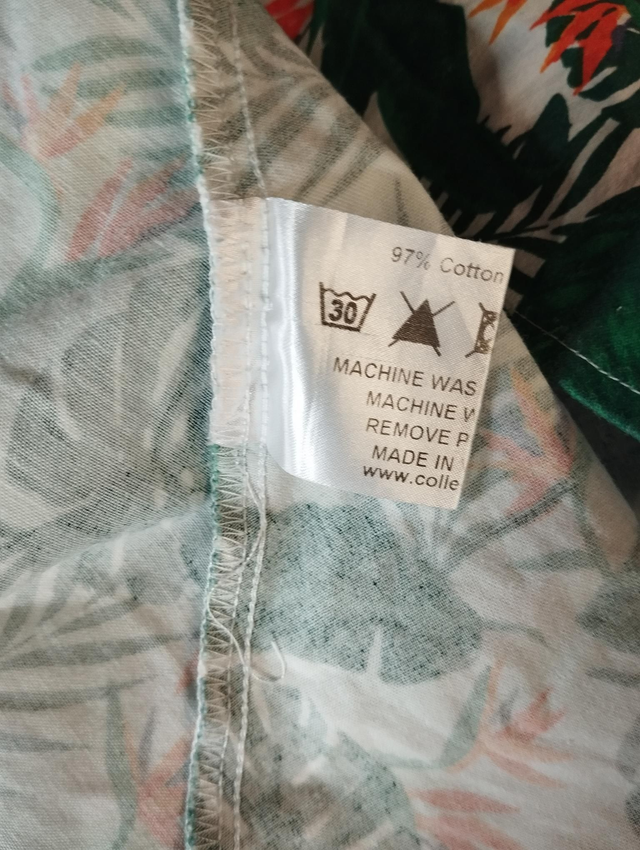 97% Cotton
30
MACHINE WAS
MACHINE W
REMOVE P
MADE IN
www.colle